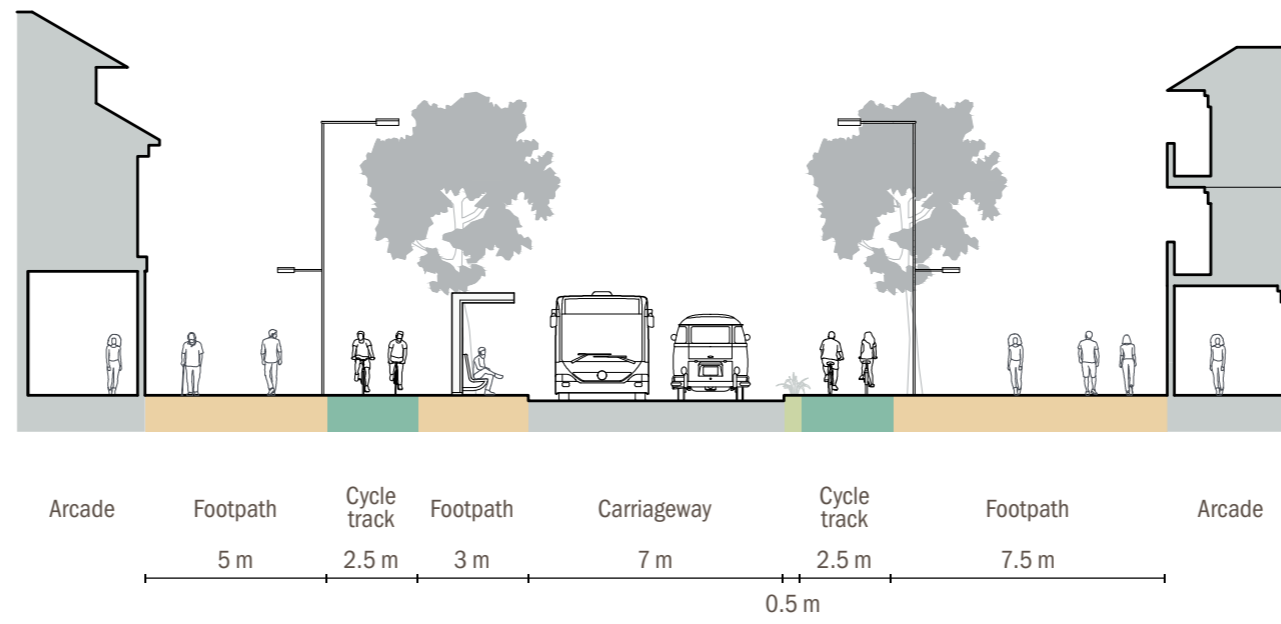 Arcade
Footpath
Cycle
track
Footpath
Carriageway
Cycle
track
Footpath
Arcade
5 m
2.5 m
3 m
7 m
2.5 m
7.5 m
0.5 m